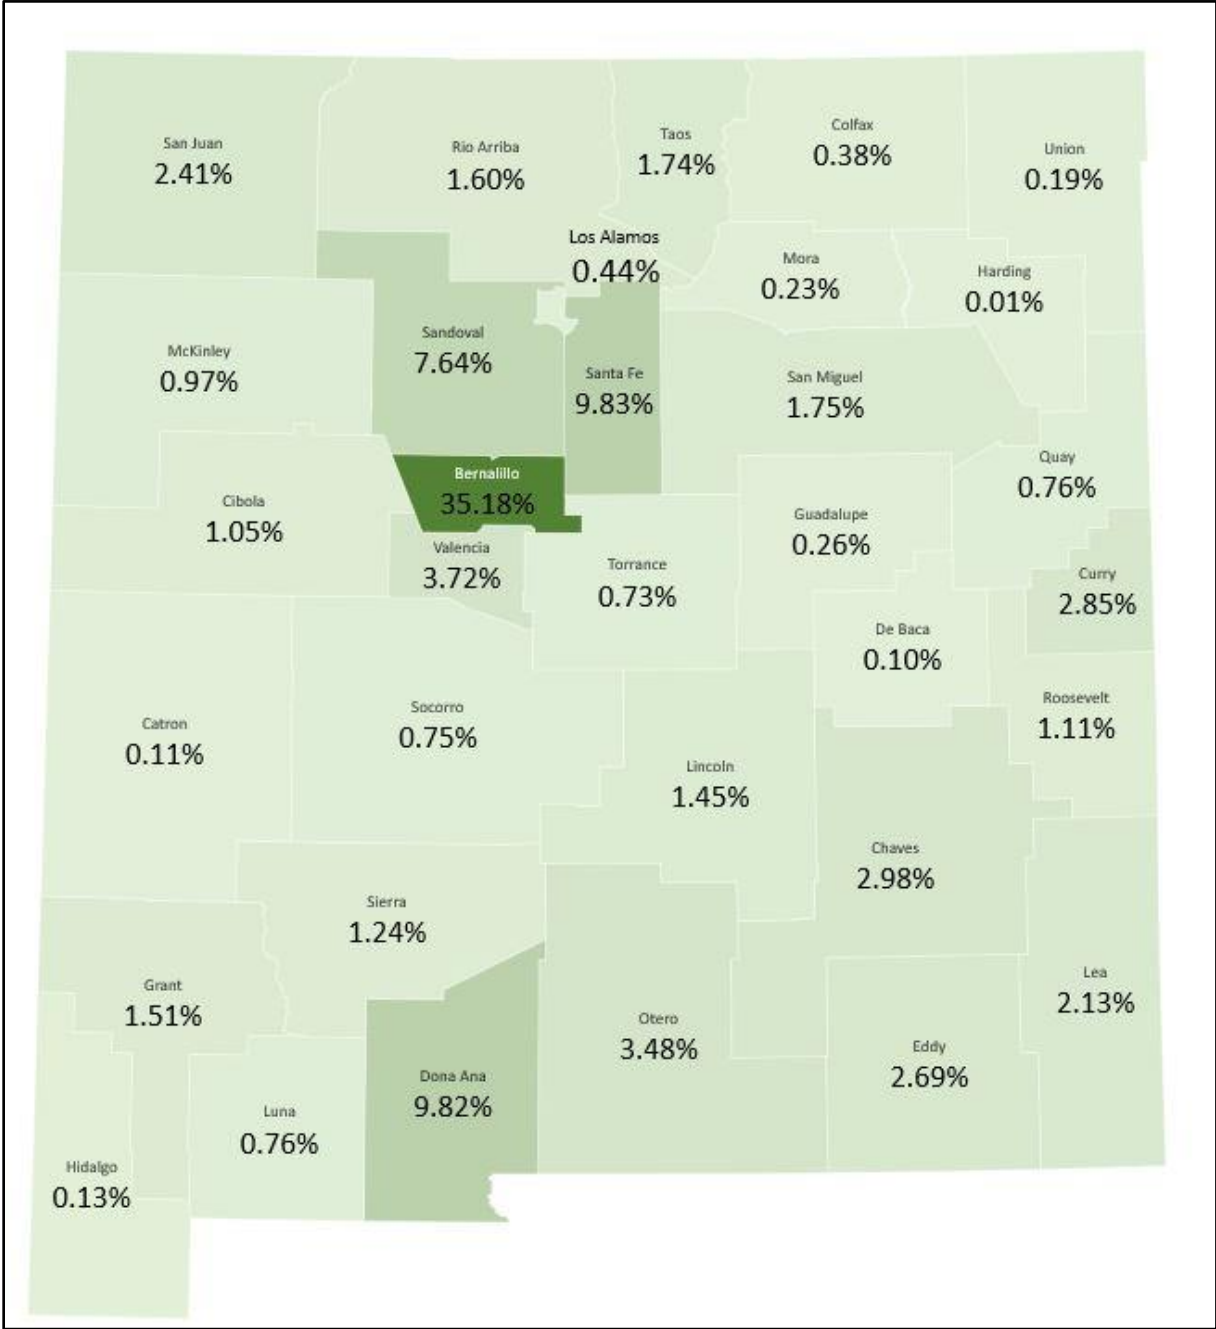 San Juan
2.41%
Rio Arriba
1.60%
Taos
1.74%
Colfax
0.38%
Union
0.19%
Los Alamos
0.44%
Mora
0.23%
Harding
0.01%
McKinley
0.97%
Sandoval
7.64%
Santa Fe
9.83%
San Miguel
1.75%
Quay
0.76%
Cibola
1.05%
Bernalillo
35.18%
Guadalupe
0.26%
Valencia
3.72%
Torrance
0.73%
Curry
2.85%
De Baca
0.10%
Roosevelt
1.11%
Catron
0.11%
Socorro
0.75%
Lincoln
1.45%
Chaves
2.98%
Sierra
1.24%
Grant
1.51%
Lea
2.13%
Otero
3.48%
Eddy
2.69%
Dona Ana
9.82%
Luna
0.76%
Hidalgo
0.13%